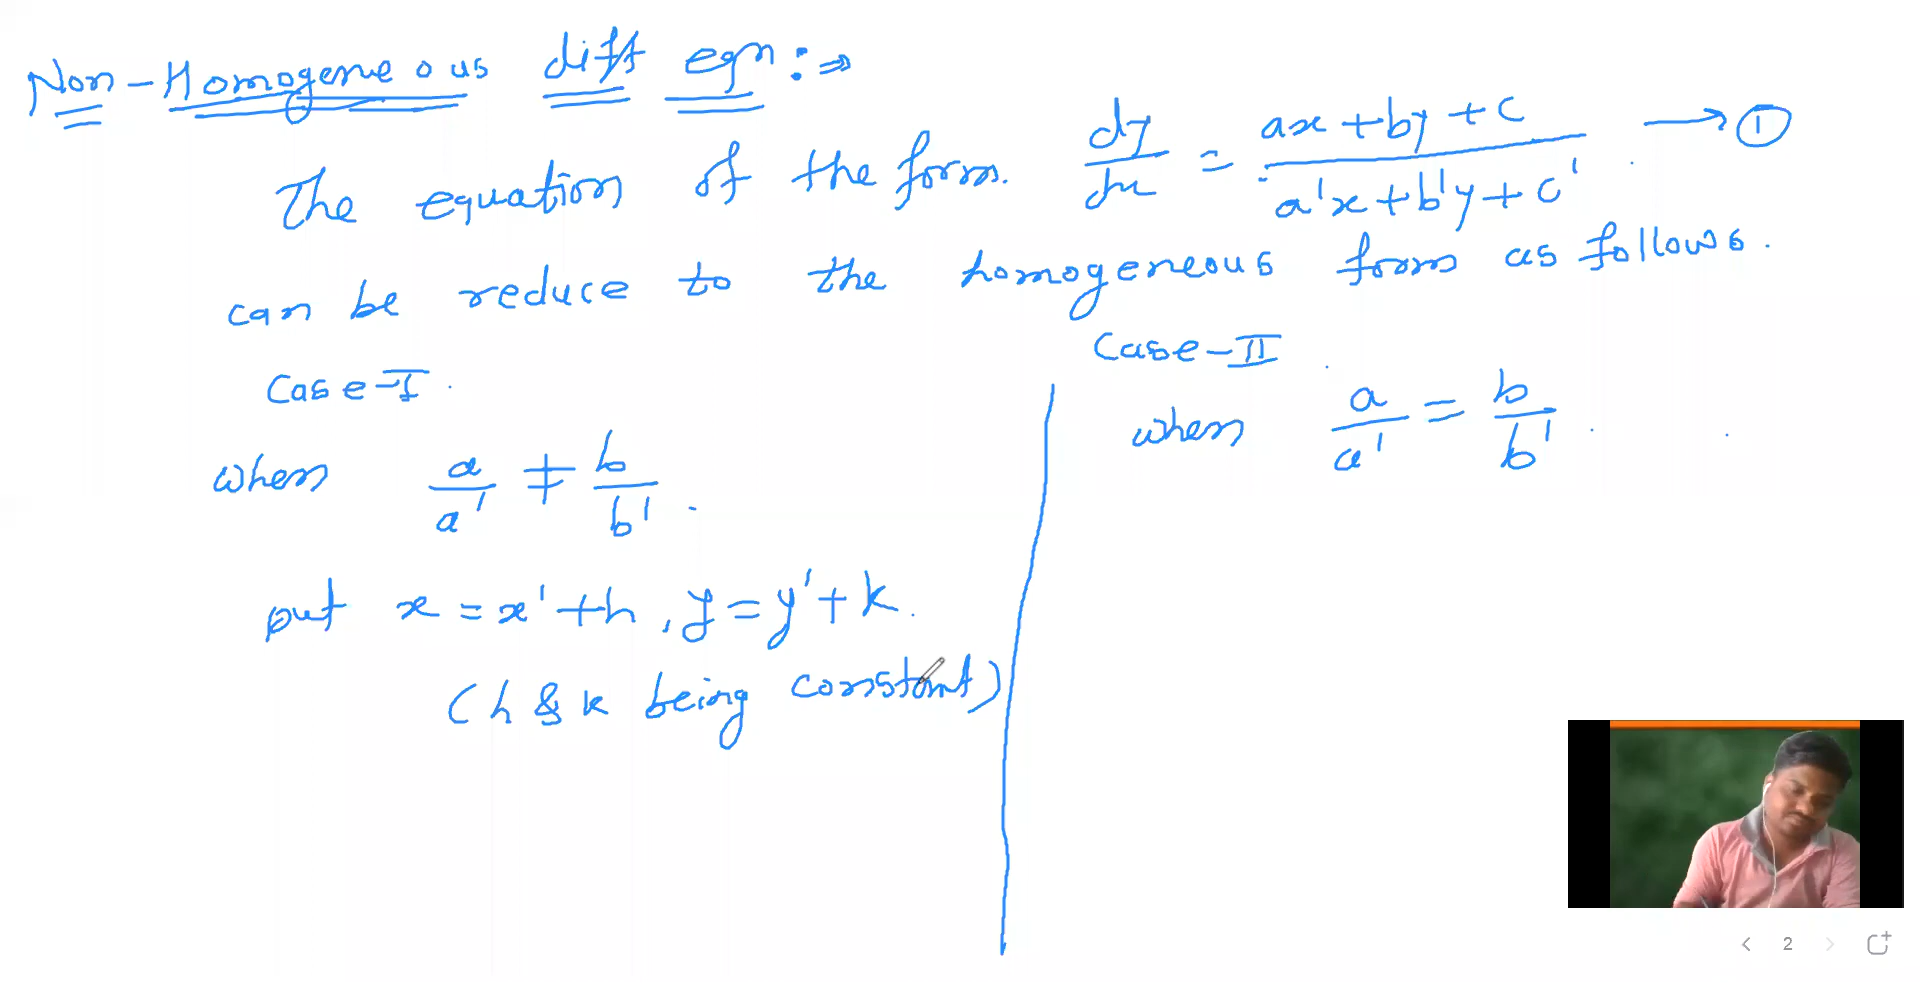 Non-Homogeneous diff eqn :⇒
The equation of the form. dy/dx = (ax+by+c)/(a'x+b'y+c') → ①
can be reduce to the homogeneous form as follows.
Case-I.
when a/a' ≠ b/b'.
put x = x'+h, y = y'+k.
(h & k being constant)
Case-II
when a/a' = b/b'.
2